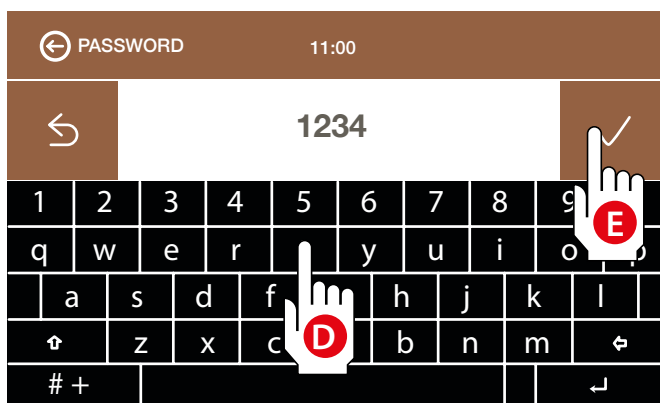 PASSWORD 11:00
1234
1 2 3 4 5 6 7 8 9
E
q w e r y u i o p
a s d f h j k l
D
z x c b n m
# +